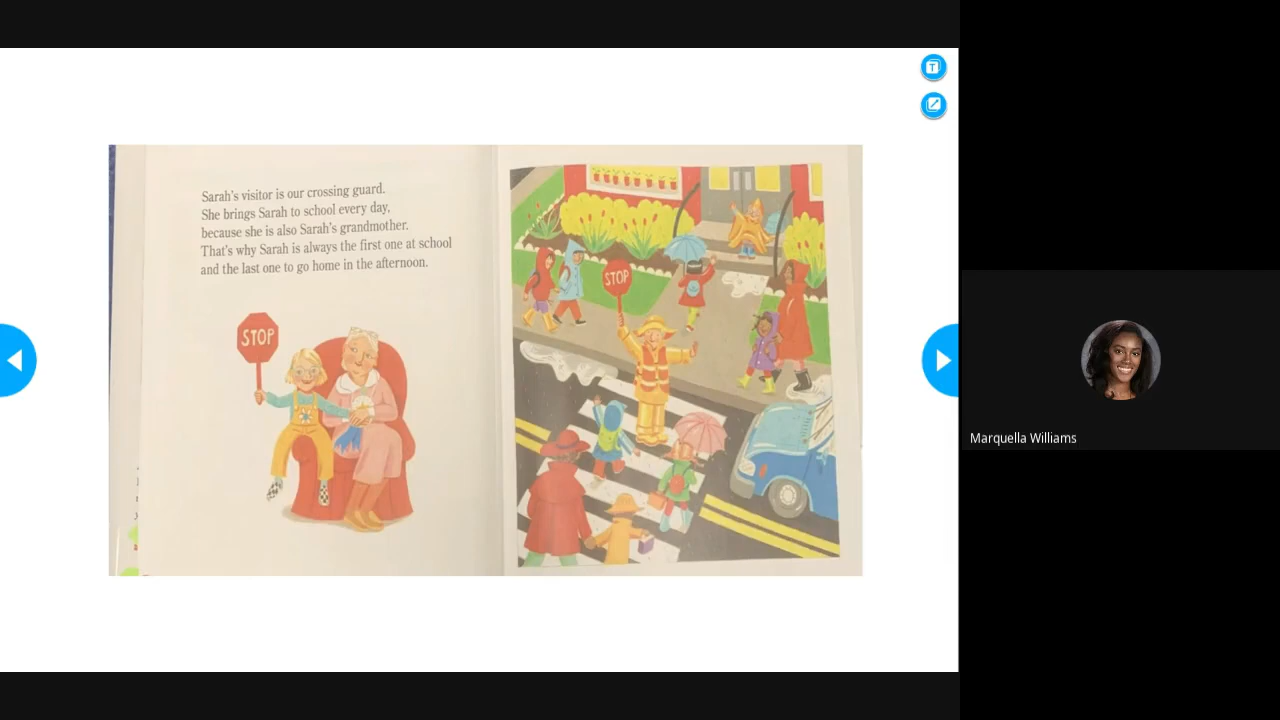 Sarah's visitor is our crossing guard.
She brings Sarah to school every day,
because she is also Sarah's grandmother.
That's why Sarah is always the first one at school
and the last one to go home in the afternoon.
STOP
STOP
T
Marquella Williams